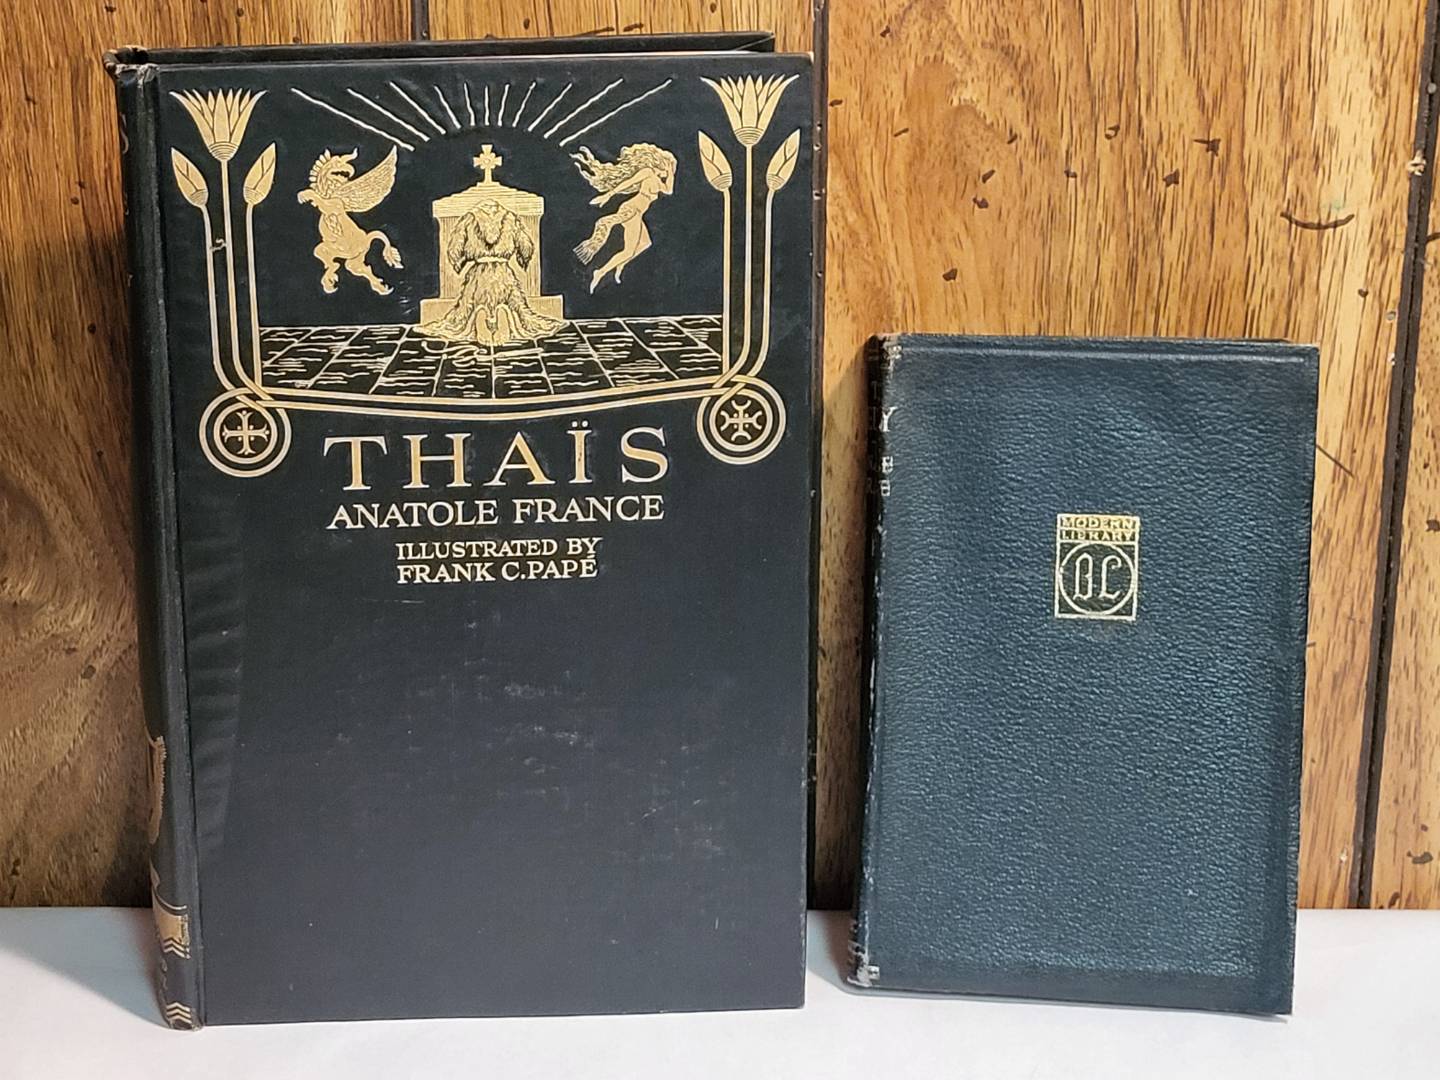 THAÏS
ANATOLE FRANCE
ILLUSTRATED BY
FRANK C. PAPÉ
MODERN
LIBRARY
BL